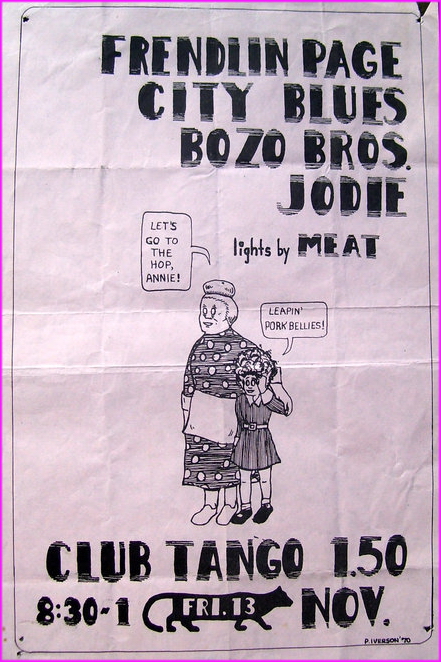 FRENDLIN PAGE
CITY BLUES
BOZO BROS.
JODIE
lights by MEAT
LET'S
GO TO
THE
HOP,
ANNIE!
LEAPIN'
PORK BELLIES!
CLUB TANGO 1.50
8:30-1 FRI. 13 NOV.
P. IVERSON '70